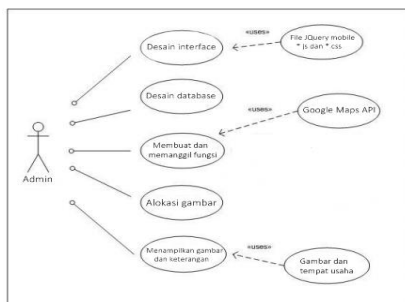 Desain interface
«uses»
File JQuery mobile
* js dan * css
Desain database
«uses»
Google Maps API
Membuat dan
memanggil fungsi
Admin
Alokasi gambar
Menampilkan gambar
dan keterangan
«uses»
Gambar dan
tempat usaha